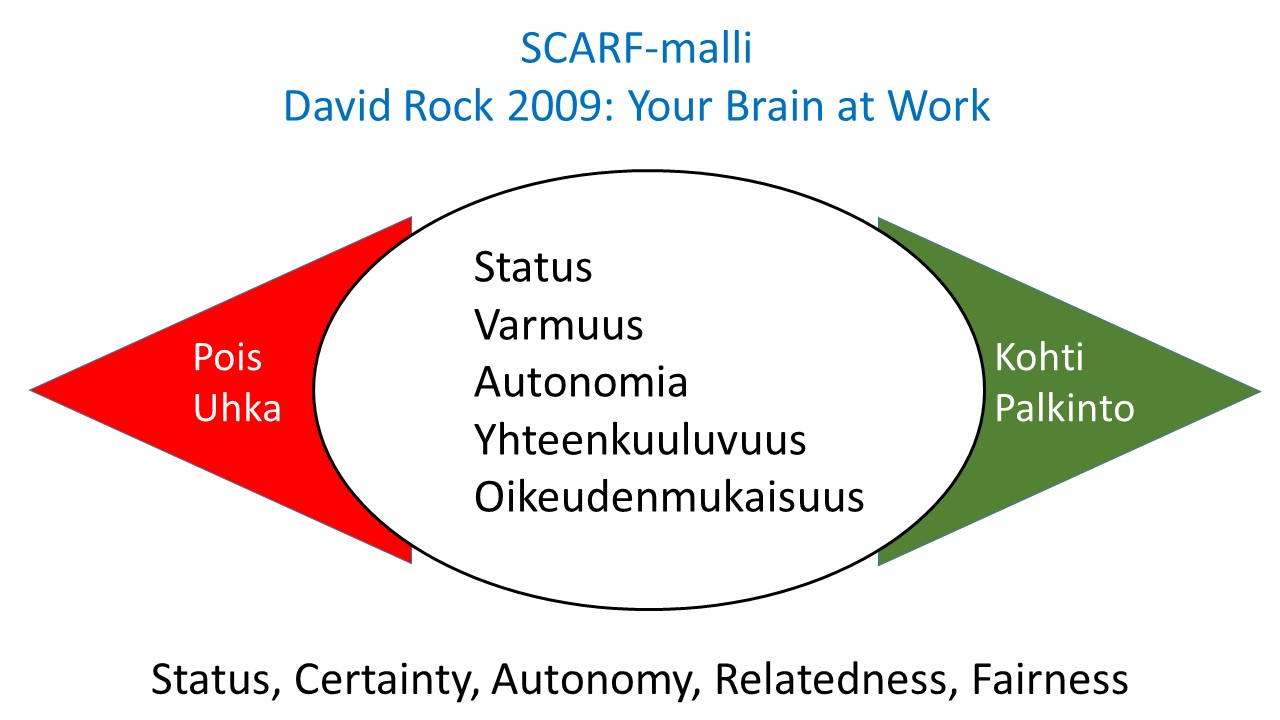 SCARF-malli
David Rock 2009: Your Brain at Work
Status
Varmuus
Autonomia
Yhteenkuuluvuus
Oikeudenmukaisuus
Pois
Uhka
Kohti
Palkinto
Status, Certainty, Autonomy, Relatedness, Fairness